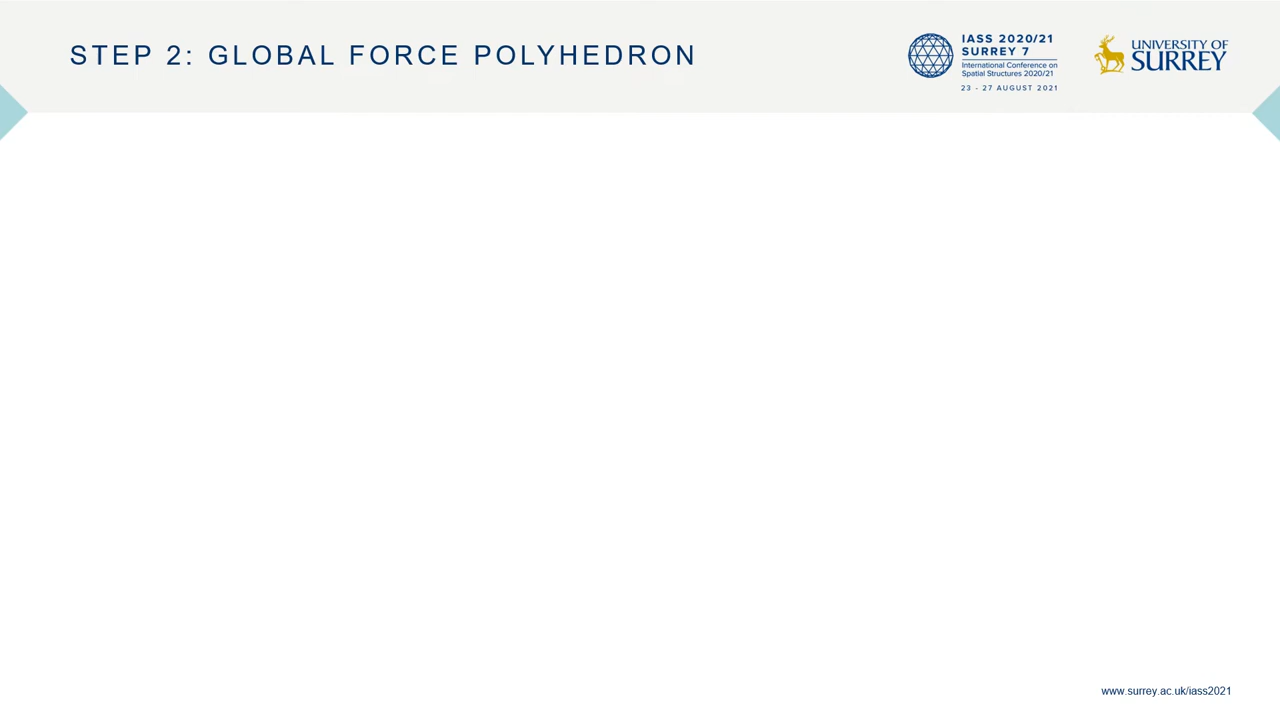 STEP 2: GLOBAL FORCE POLYHEDRON
IASS 2020/21
SURREY 7
International Conference on
Spatial Structures 2020/21
23 - 27 AUGUST 2021
UNIVERSITY OF
SURREY
www.surrey.ac.uk/iass2021